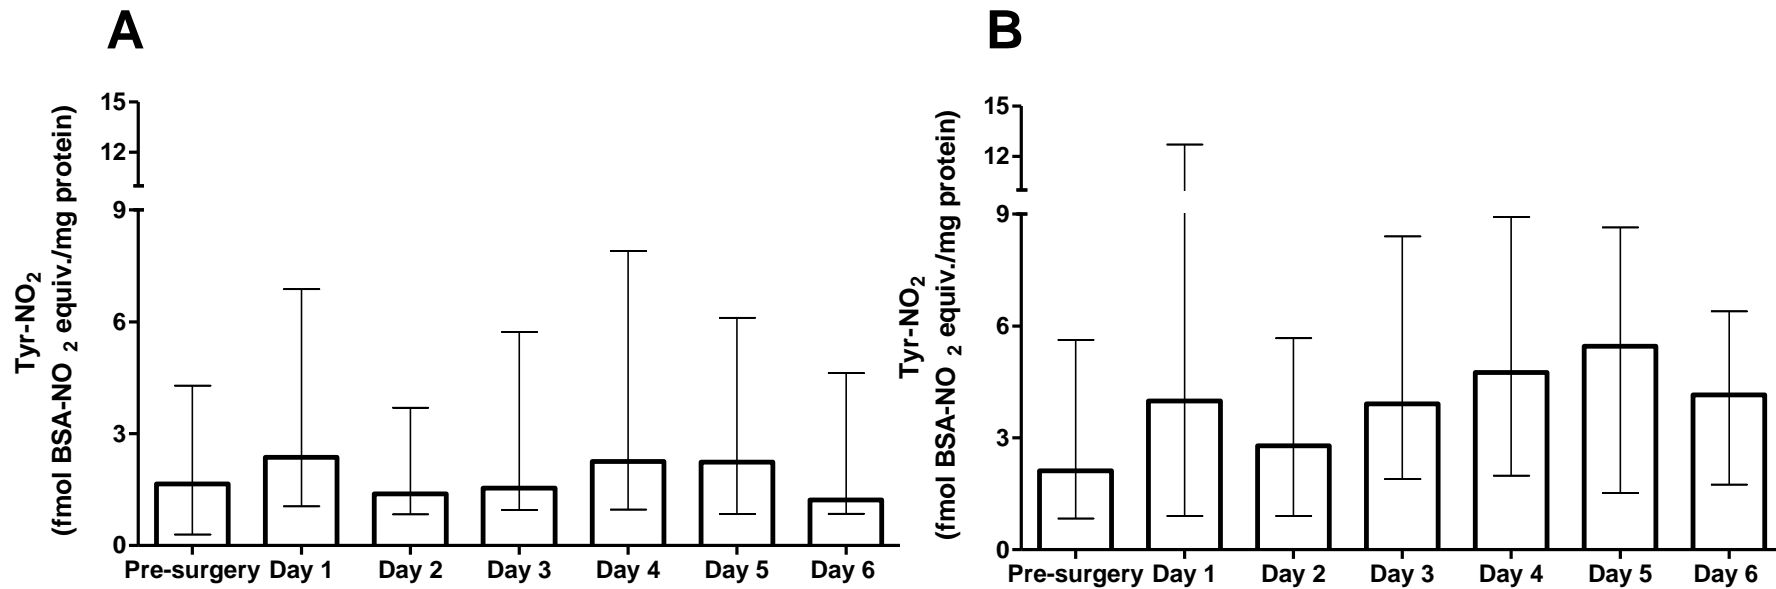 A
Tyr-NO2
(fmol BSA-NO 2 equiv./mg protein)
15
12
9
6
3
0
Pre-surgery Day 1 Day 2 Day 3 Day 4 Day 5 Day 6
B
Tyr-NO2
(fmol BSA-NO 2 equiv./mg protein)
15
12
9
6
3
0
Pre-surgery Day 1 Day 2 Day 3 Day 4 Day 5 Day 6